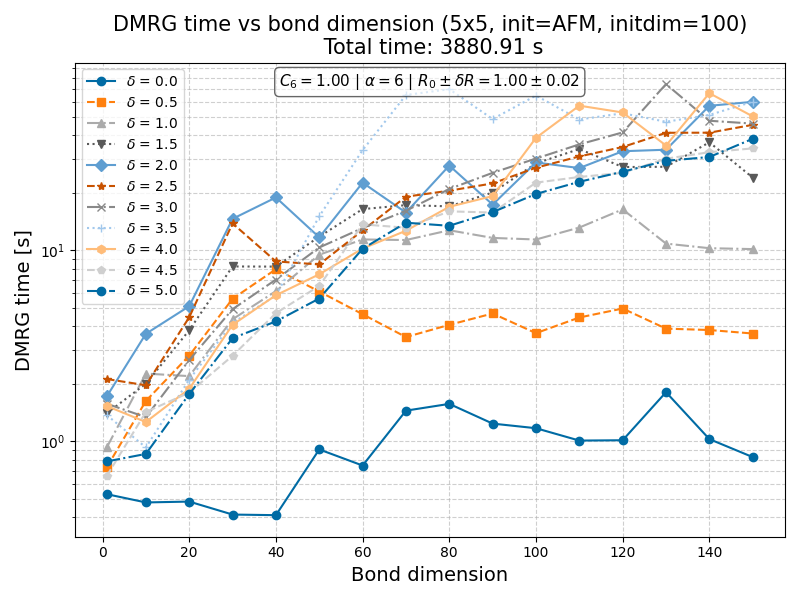 DMRG time vs bond dimension (5x5, init=AFM, initdim=100)
Total time: 3880.91 s
C₆ = 1.00 | α = 6 | R₀ ± δR = 1.00 ± 0.02
δ = 0.0
δ = 0.5
δ = 1.0
δ = 1.5
δ = 2.0
δ = 2.5
δ = 3.0
δ = 3.5
δ = 4.0
δ = 4.5
δ = 5.0
DMRG time [s]
10¹
10⁰
0 20 40 60 80 100 120 140
Bond dimension